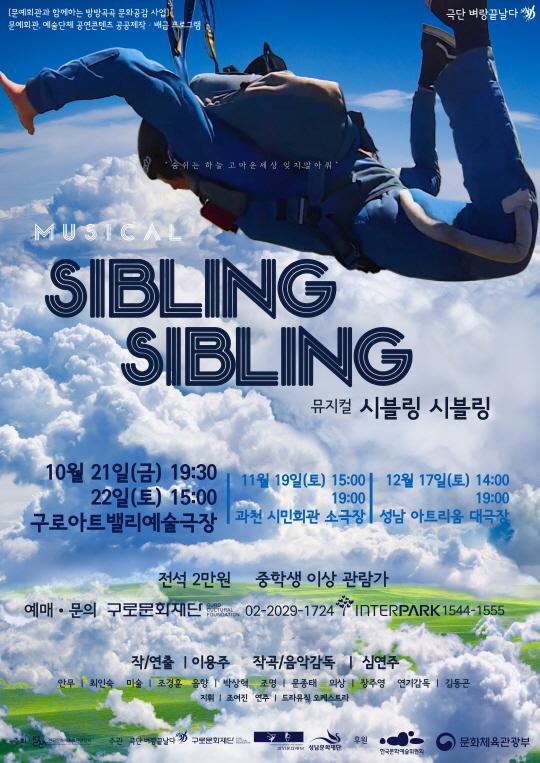 [문예회관과 함께하는 방방곡곡 문화공감 사업]
문예회관, 예술단체 공연콘텐츠 공공제작 · 배급 프로그램
극단 벼랑끝날다
"숨쉬는 하늘 고마운세상 잊지말아줘"
MUSICAL
SIBLING
SIBLING
뮤지컬 시블링 시블링
10월 21일(금) 19:30
22일(토) 15:00
구로아트밸리예술극장
11월 19일(토) 15:00
19:00
과천 시민회관 소극장
12월 17일(토) 14:00
19:00
성남 아트리움 대극장
전석 2만원 중학생 이상 관람가
예매 • 문의 구로문화재단 GURO CULTURAL FOUNDATION 02-2029-1724 INTERPARK 1544-1555
작/연출 | 이용주 작곡/음악감독 | 심연주
안무 | 최인숙 미술 | 조경훈 음향 | 박상혁 조명 | 문종태 의상 | 장주영 연기감독 | 김동곤
지휘 | 조여진 연주 | 드라뮤직 오케스트라
주최 주관 극단 벼랑끝날다 구로문화재단 성남문화재단 후원 한국문화예술위원회 문화체육관광부